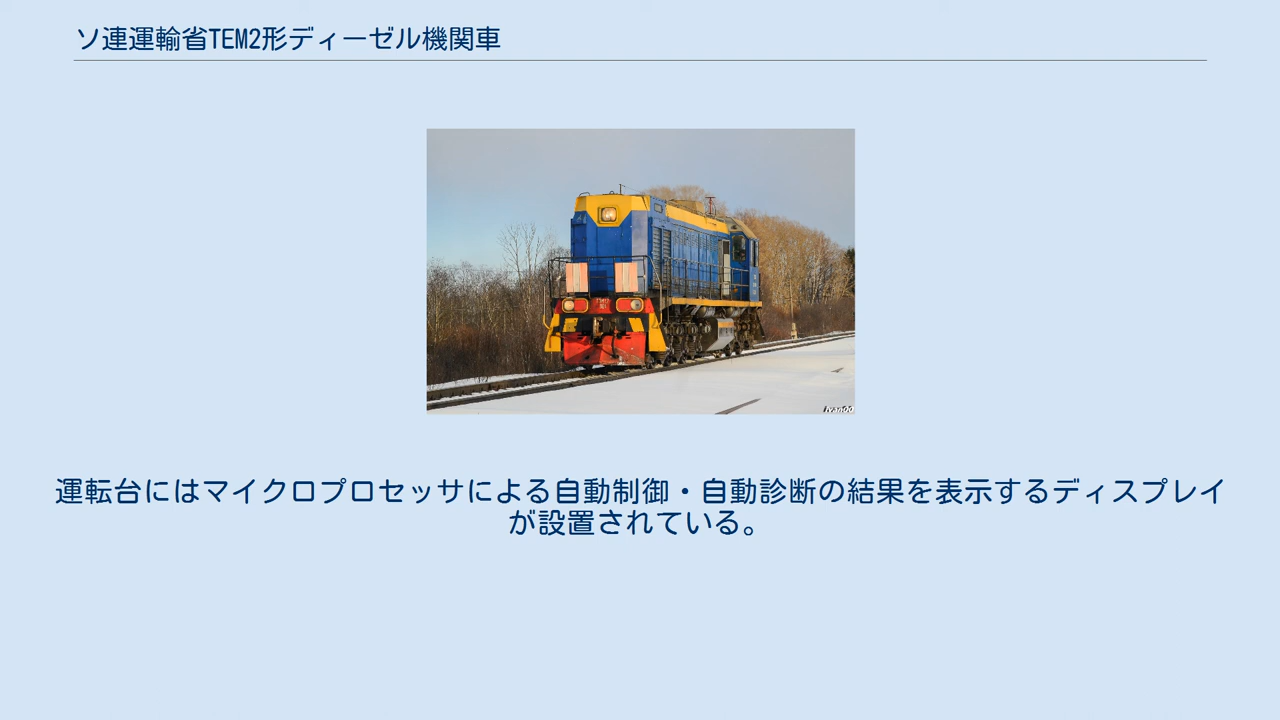 ソ連運輸省TEM2形ディーゼル機関車
運転台にはマイクロプロセッサによる自動制御・自動診断の結果を表示するディスプレイ
が設置されている。